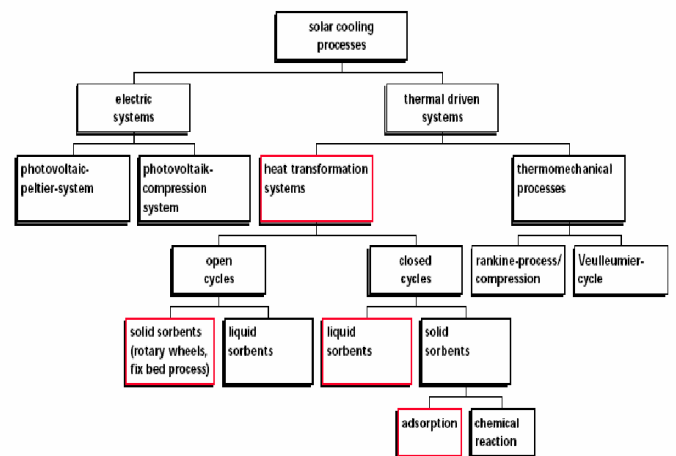 solar cooling
processes
electric
systems
thermal driven
systems
photovoltaic-
peltier-system
photovoltaik-
compression
system
heat transformation
systems
thermomechanical
processes
open
cycles
closed
cycles
rankine-process/
compression
Veulleumier-
cycle
solid sorbents
(rotary wheels,
fix bed process)
liquid
sorbents
liquid
sorbents
solid
sorbents
adsorption
chemical
reaction